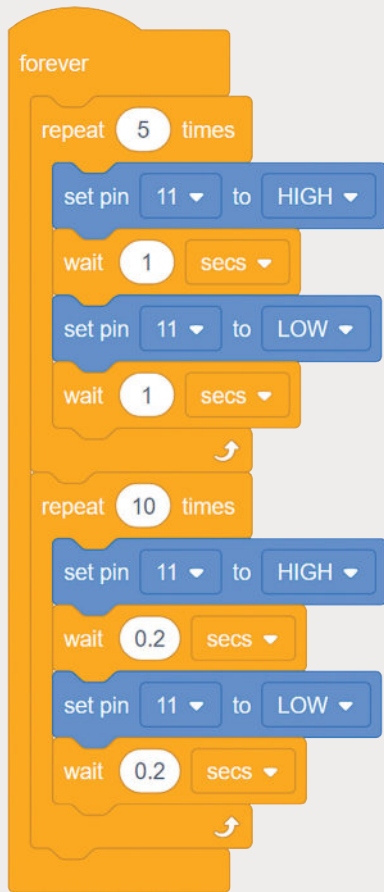 forever
repeat 5 times
set pin 11 to HIGH
wait 1 secs
set pin 11 to LOW
wait 1 secs
repeat 10 times
set pin 11 to HIGH
wait 0.2 secs
set pin 11 to LOW
wait 0.2 secs